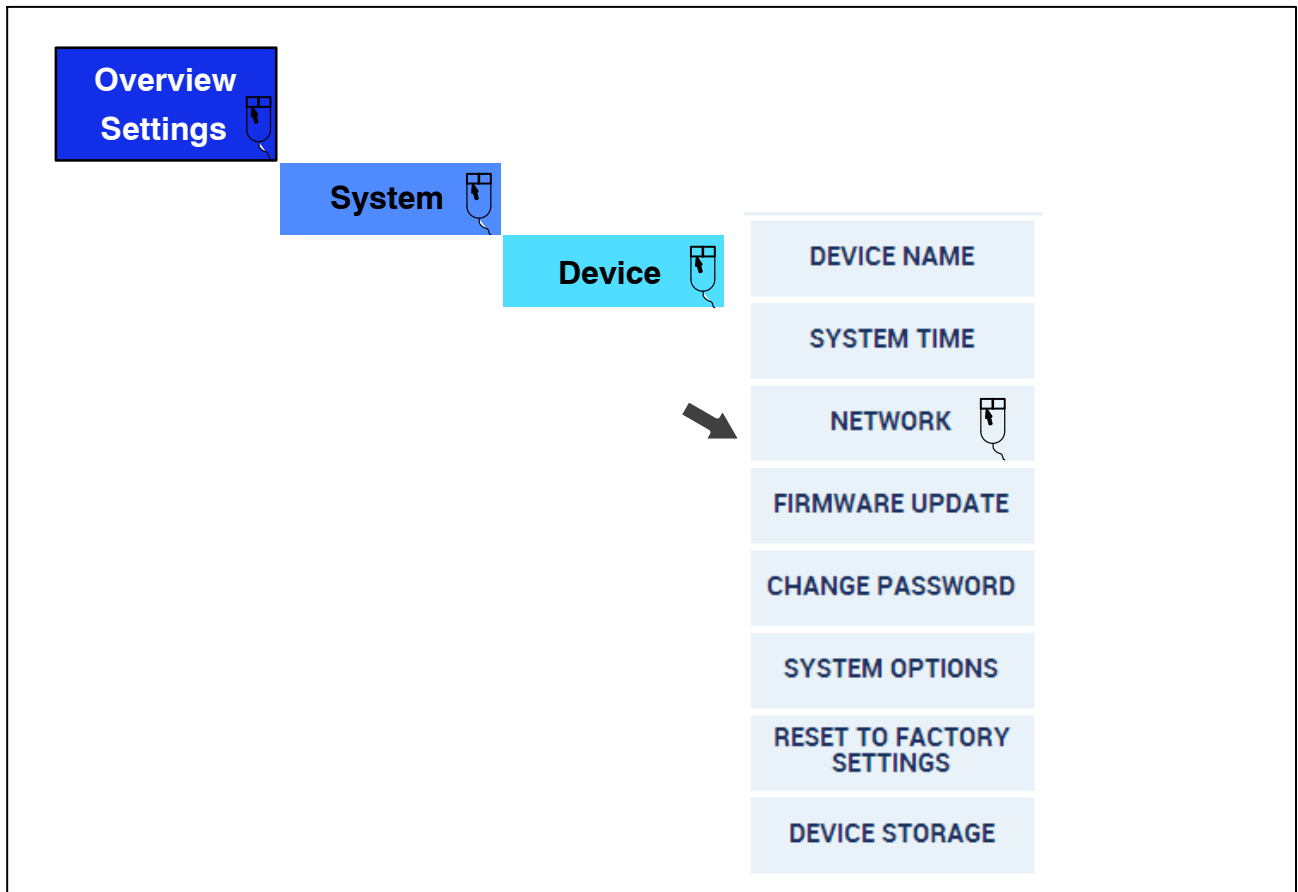 Overview
Settings
System
Device
DEVICE NAME
SYSTEM TIME
NETWORK
FIRMWARE UPDATE
CHANGE PASSWORD
SYSTEM OPTIONS
RESET TO FACTORY
SETTINGS
DEVICE STORAGE